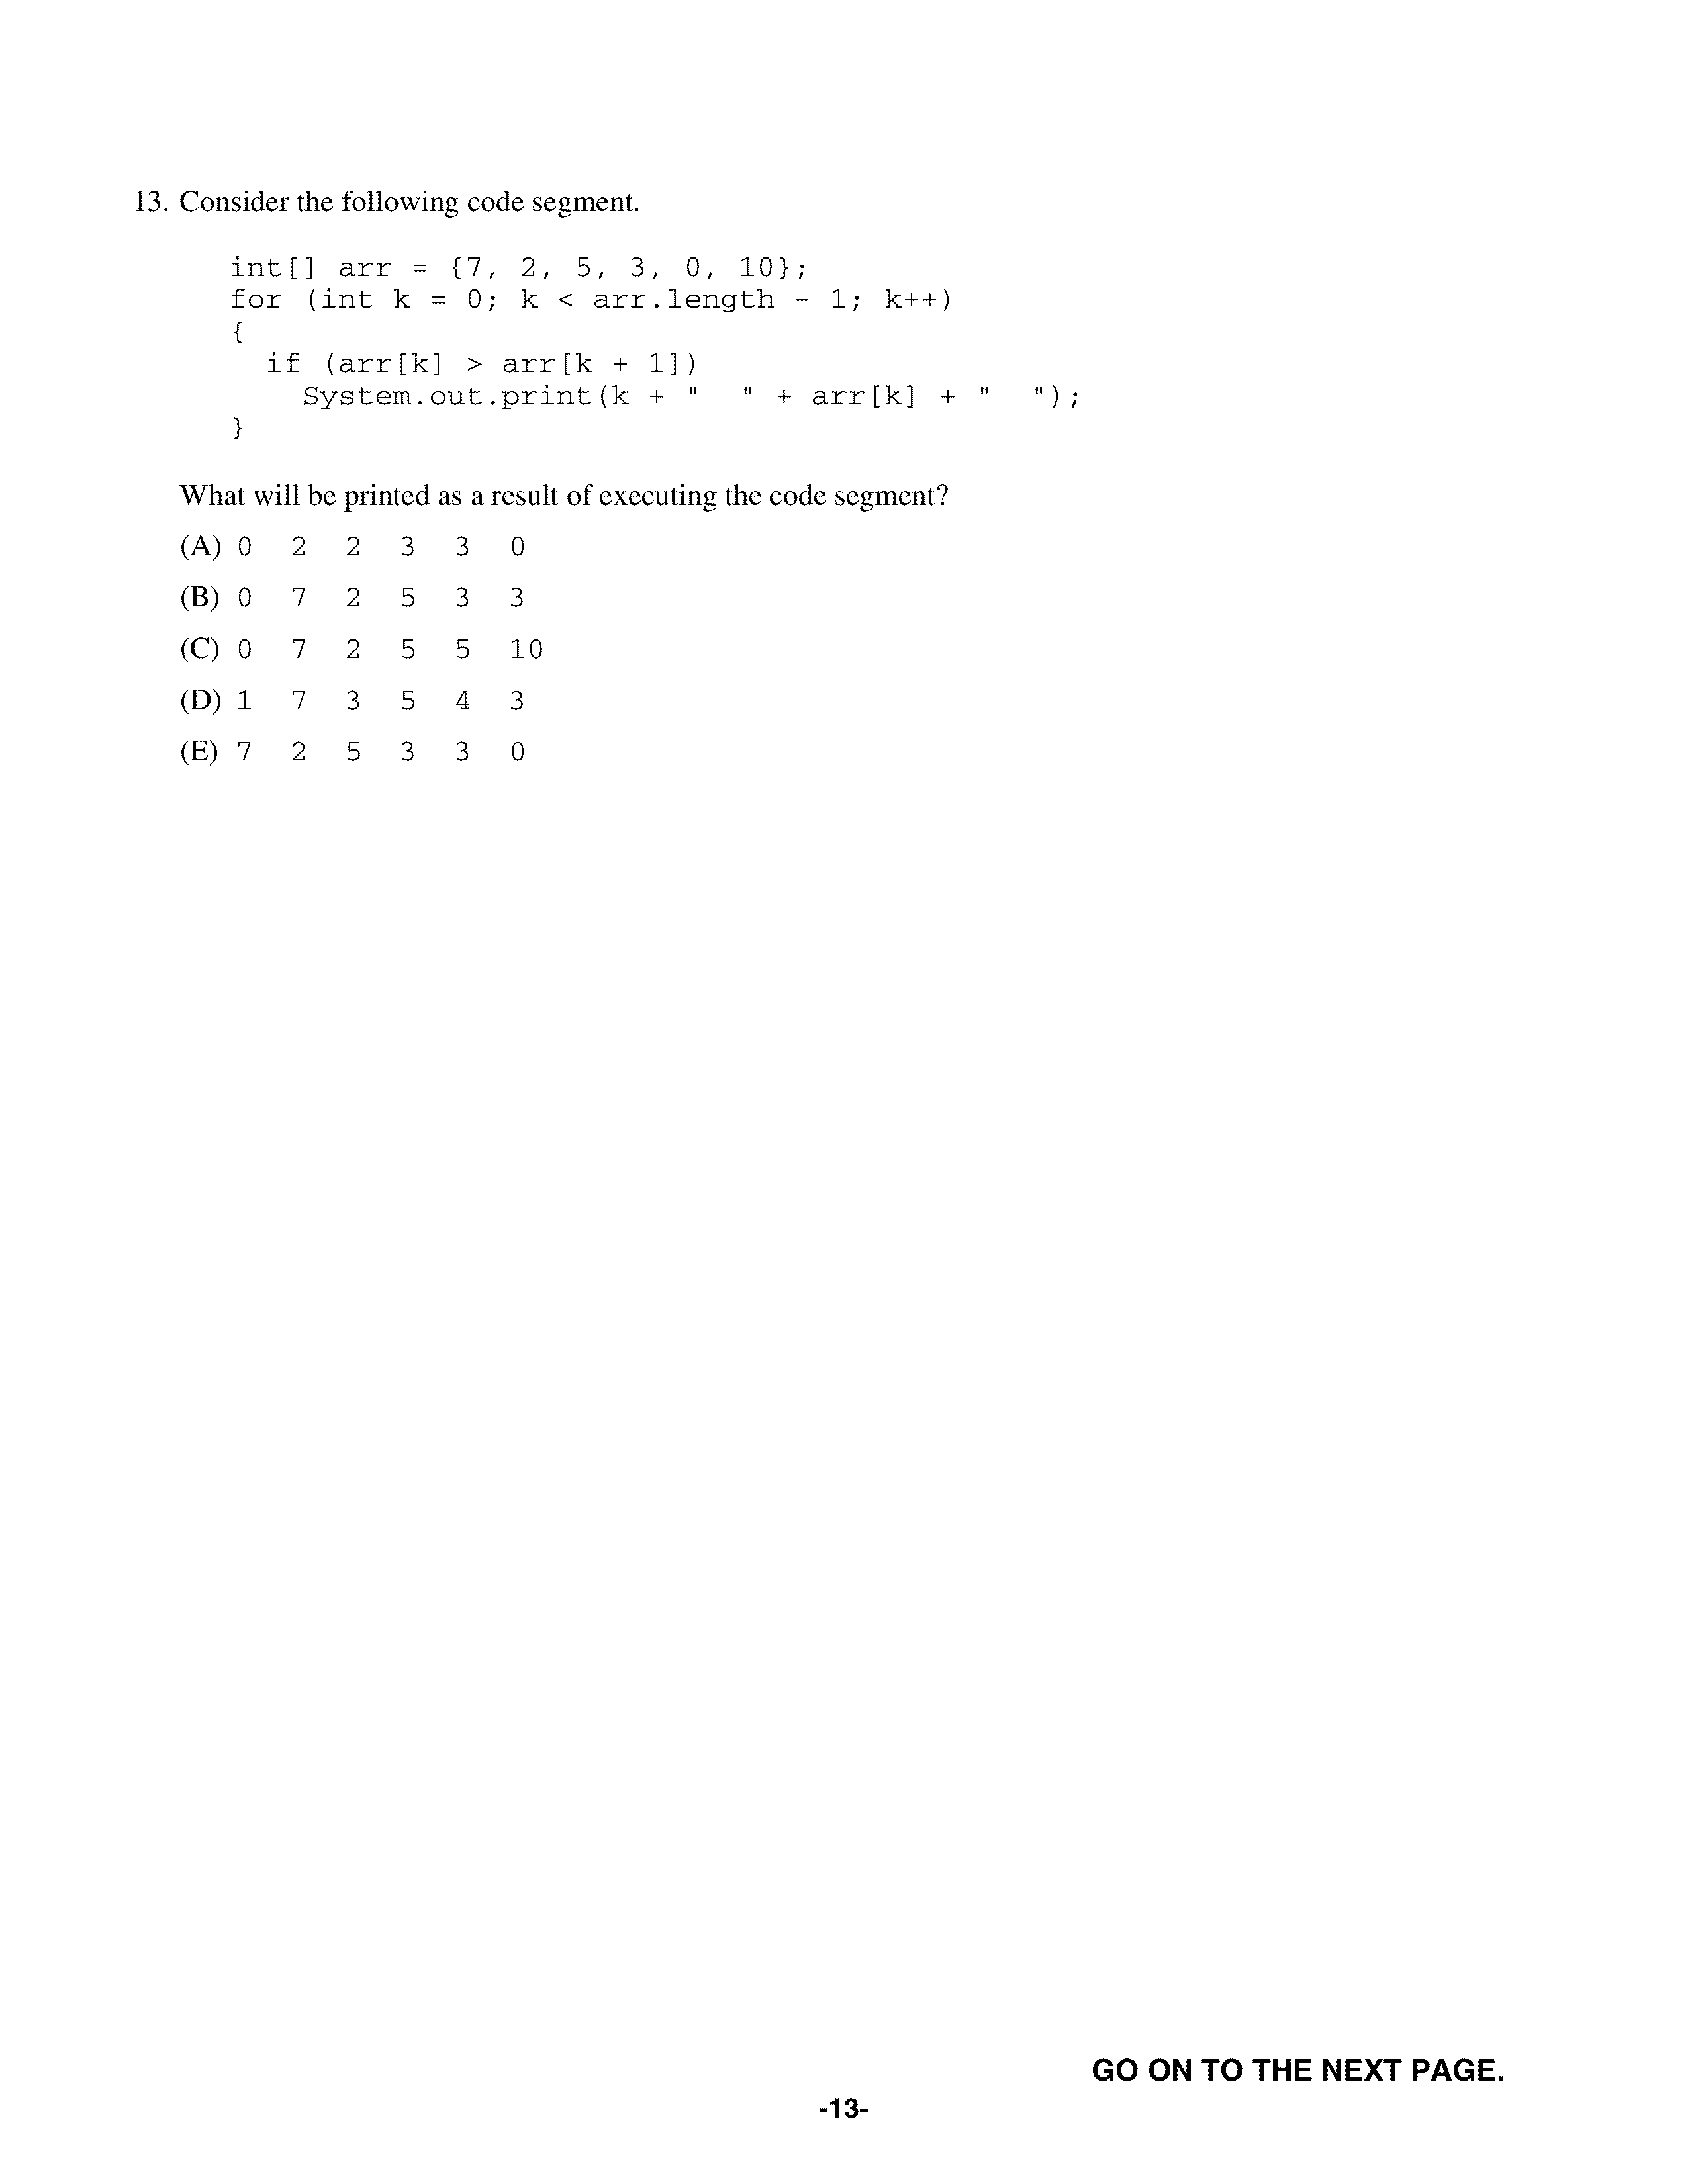 13. Consider the following code segment.
int[] arr = {7, 2, 5, 3, 0, 10};
for (int k = 0; k < arr.length - 1; k++)
{
  if (arr[k] > arr[k + 1])
    System.out.print(k + "  " + arr[k] + "  ");
}
What will be printed as a result of executing the code segment?
(A) 0  2  2  3  3  0
(B) 0  7  2  5  3  3
(C) 0  7  2  5  5  10
(D) 1  7  3  5  4  3
(E) 7  2  5  3  3  0
GO ON TO THE NEXT PAGE.
-13-